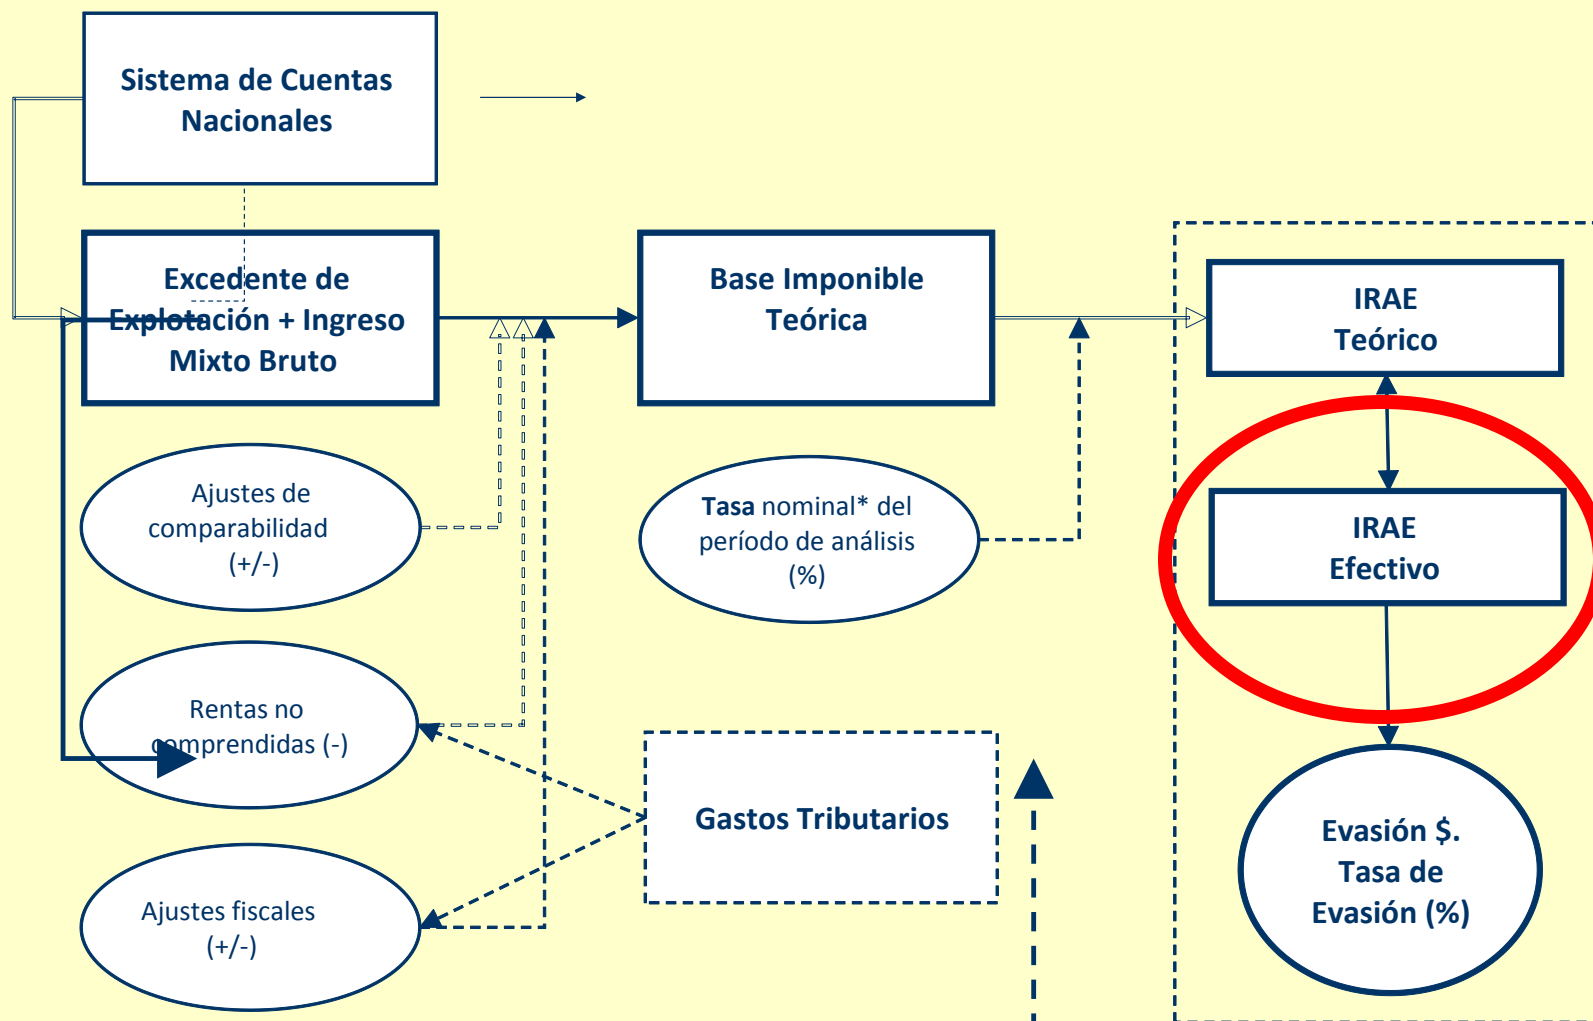 Sistema de Cuentas
Nacionales
Excedente de
Explotación + Ingreso
Mixto Bruto
Base Imponible
Teórica
IRAE
Teórico
Ajustes de
comparabilidad
(+/-)
Tasa nominal* del
período de análisis
(%)
IRAE
Efectivo
Rentas no
comprendidas (-)
Gastos Tributarios
Evasión $.
Tasa de
Evasión (%)
Ajustes fiscales
(+/-)